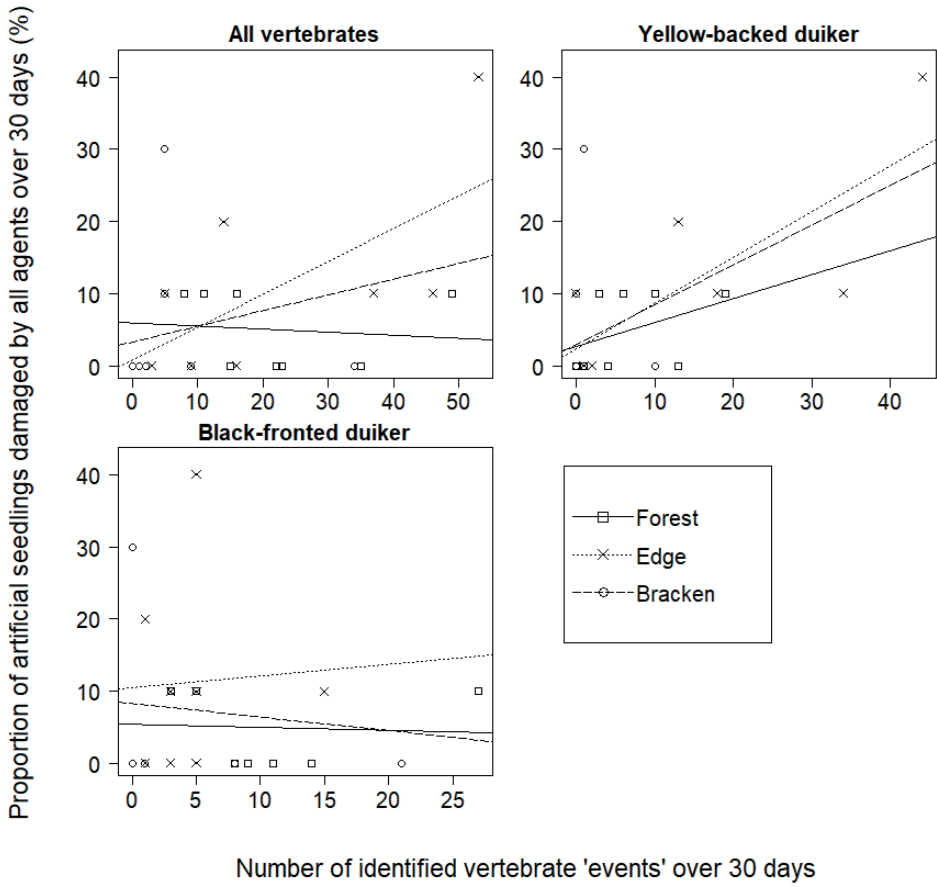 Proportion of artificial seedlings damaged by all agents over 30 days (%)
All vertebrates
40
30
20
10
0
0 10 20 30 40 50
Yellow-backed duiker
40
30
20
10
0
0 10 20 30 40
Black-fronted duiker
40
30
20
10
0
0 5 10 15 20 25
Forest
Edge
Bracken
Number of identified vertebrate 'events' over 30 days